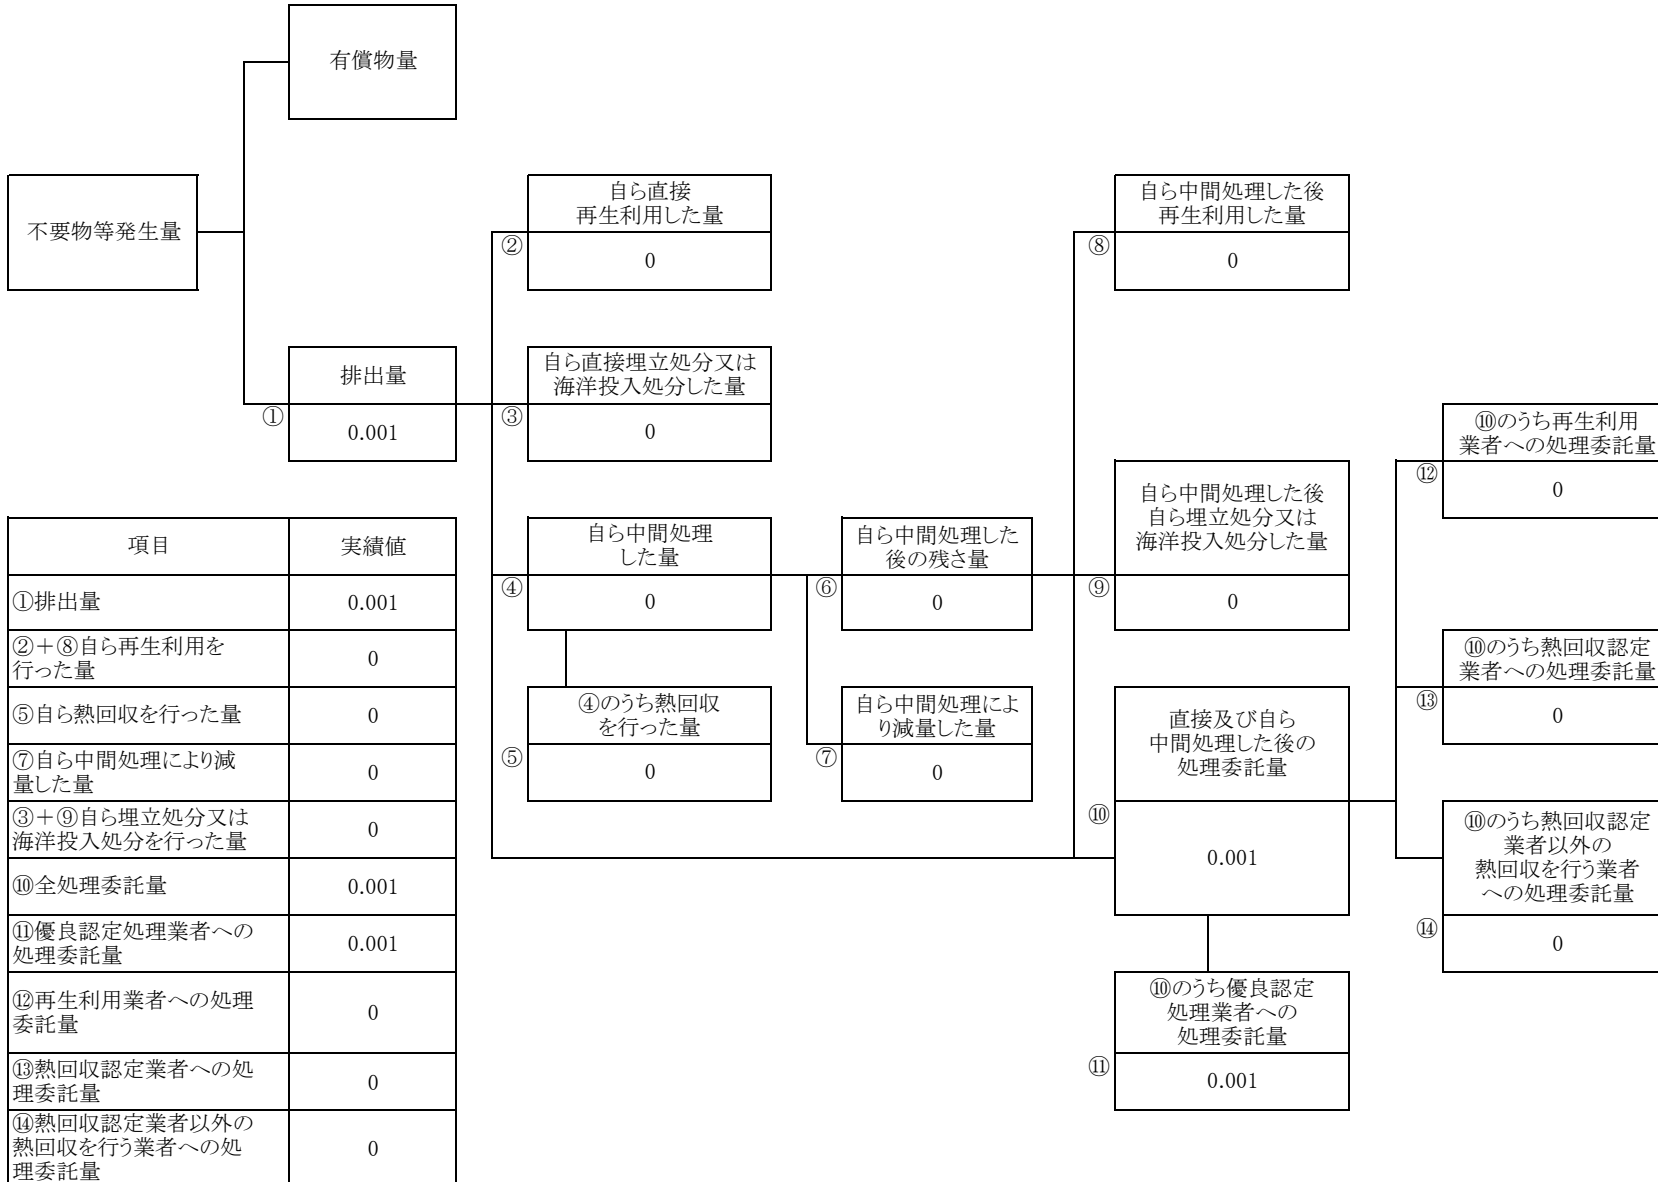 有償物量
不要物等発生量
自ら直接
再生利用した量
②
0
自ら中間処理した後
再生利用した量
⑧
0
排出量
①
0.001
自ら直接埋立処分又は
海洋投入処分した量
③
0
⑩のうち再生利用
業者への処理委託量
⑫
0
自ら中間処理した後
自ら埋立処分又は
海洋投入処分した量
⑨
0
自ら中間処理
した量
④
0
自ら中間処理した
後の残さ量
⑥
0
⑩のうち熱回収認定
業者への処理委託量
⑬
0
④のうち熱回収
を行った量
⑤
0
自ら中間処理によ
り減量した量
⑦
0
直接及び自ら
中間処理した後の
処理委託量
⑩
0.001
⑩のうち熱回収認定
業者以外の
熱回収を行う業者
への処理委託量
⑭
0
⑩のうち優良認定
処理業者への
処理委託量
⑪
0.001
項目
実績値
①排出量
0.001
②＋⑧自ら再生利用を
行った量
0
⑤自ら熱回収を行った量
0
⑦自ら中間処理により減
量した量
0
③＋⑨自ら埋立処分又は
海洋投入処分を行った量
0
⑩全処理委託量
0.001
⑪優良認定処理業者への
処理委託量
0.001
⑫再生利用業者への処理
委託量
0
⑬熱回収認定業者への処
理委託量
0
⑭熱回収認定業者以外の
熱回収を行う業者への処
理委託量
0